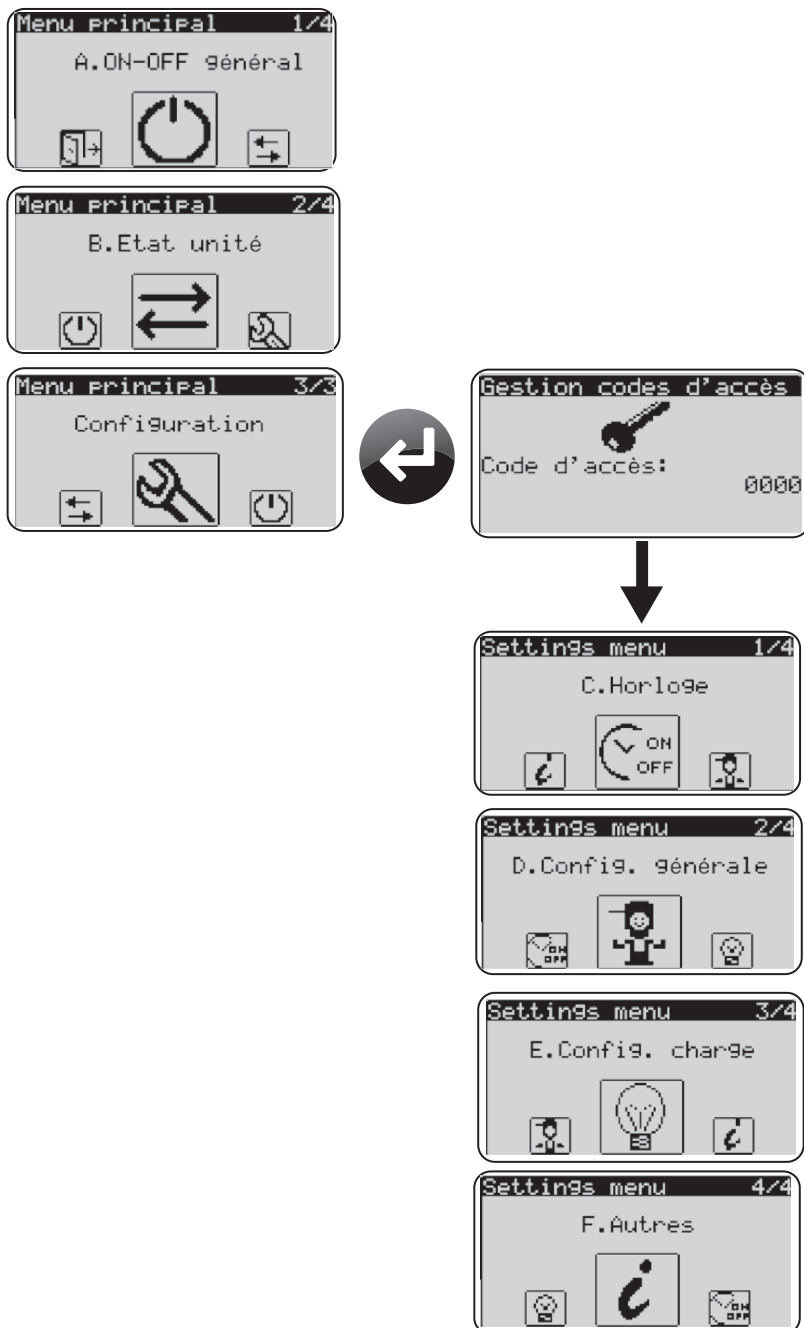 Menu principal 1/4
A.ON-OFF général
Menu principal 2/4
B.Etat unité
Menu principal 3/3
Configuration
Gestion codes d'accès
Code d'accès:
0000
Settings menu 1/4
C.Horloge
ON
OFF
Settings menu 2/4
D.Config. générale
ON
OFF
Settings menu 3/4
E.Config. charge
i
Settings menu 4/4
F.Autres
i
ON
OFF